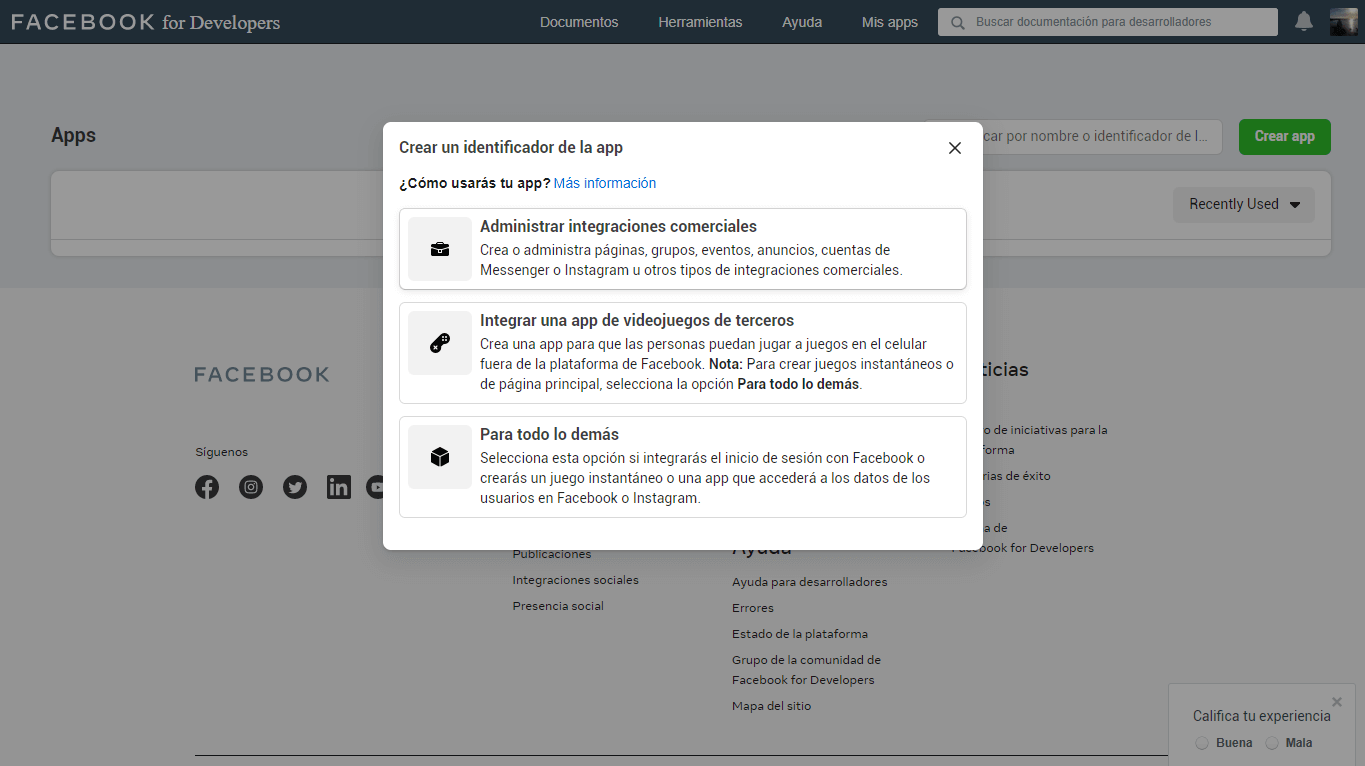 FACEBOOK for Developers
Documentos
Herramientas
Ayuda
Mis apps
Buscar documentación para desarrolladores
Apps
car por nombre o identificador de l...
Crear app
Recently Used
Crear un identificador de la app
¿Cómo usarás tu app? Más información
Administrar integraciones comerciales
Crea o administra páginas, grupos, eventos, anuncios, cuentas de
Messenger o Instagram u otros tipos de integraciones comerciales.
Integrar una app de videojuegos de terceros
Crea una app para que las personas puedan jugar a juegos en el celular
fuera de la plataforma de Facebook. Nota: Para crear juegos instantáneos o
de página principal, selecciona la opción Para todo lo demás.
Para todo lo demás
Selecciona esta opción si integrarás el inicio de sesión con Facebook o
crearás un juego instantáneo o una app que accederá a los datos de los
usuarios en Facebook o Instagram.
FACEBOOK
Síguenos
Publicaciones
Integraciones sociales
Presencia social
Ayuda
Ayuda para desarrolladores
Errores
Estado de la plataforma
Grupo de la comunidad de
Facebook for Developers
Mapa del sitio
ticias
o de iniciativas para la
forma
rias de éxito
os
a de
Facebook for Developers
Califica tu experiencia
Buena
Mala